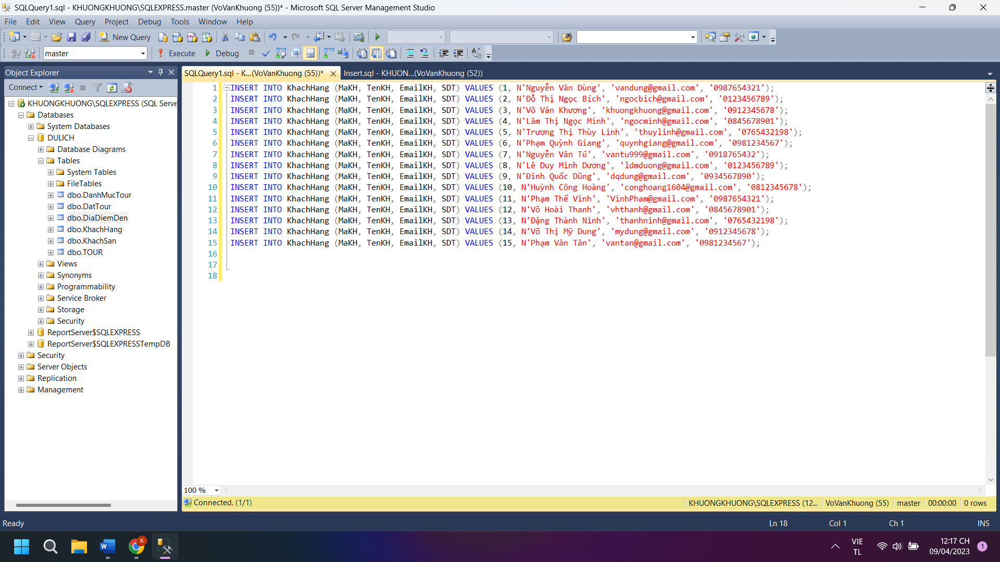 SQLQuery1.sql - KHUONGKHUONG\SQLEXPRESS.master (VoVanKhuong (55))* - Microsoft SQL Server Management Studio
File Edit View Query Project Debug Tools Window Help
New Query
master Execute Debug
Object Explorer
Connect
KHUONGKHUONG\SQLEXPRESS (SQL Serve
Databases
System Databases
DULICH
Database Diagrams
Tables
System Tables
FileTables
dbo.DanhMucTour
dbo.DatTour
dbo.DiaDiemDen
dbo.KhachHang
dbo.KhachSan
dbo.TOUR
Views
Synonyms
Programmability
Service Broker
Storage
Security
ReportServer$SQLEXPRESS
ReportServer$SQLEXPRESSTempDB
Security
Server Objects
Replication
Management
SQLQuery1.sql - K...(VoVanKhuong (55))* Insert.sql - KHUON...(VoVanKhuong (52))
1 INSERT INTO KhachHang (MaKH, TenKH, EmailKH, SDT) VALUES (1, N'Nguyễn Văn Dùng', 'vandung@gmail.com', '0987654321');
2 INSERT INTO KhachHang (MaKH, TenKH, EmailKH, SDT) VALUES (2, N'Đỗ Thị Ngọc Bích', 'ngocbich@gmail.com', '0123456789');
3 INSERT INTO KhachHang (MaKH, TenKH, EmailKH, SDT) VALUES (3, N'Võ Văn Khương', 'khuongkhuong@gmail.com', '0912345678');
4 INSERT INTO KhachHang (MaKH, TenKH, EmailKH, SDT) VALUES (4, N'Lâm Thị Ngọc Minh', 'ngocminh@gmail.com', '0845678901');
5 INSERT INTO KhachHang (MaKH, TenKH, EmailKH, SDT) VALUES (5, N'Trương Thị Thùy Linh', 'thuylinh@gmail.com', '0765432198');
6 INSERT INTO KhachHang (MaKH, TenKH, EmailKH, SDT) VALUES (6, N'Phạm Quỳnh Giang', 'quynhgiang@gmail.com', '0981234567');
7 INSERT INTO KhachHang (MaKH, TenKH, EmailKH, SDT) VALUES (7, N'Nguyễn Văn Tú', 'vantu999@gmail.com', '0918765432');
8 INSERT INTO KhachHang (MaKH, TenKH, EmailKH, SDT) VALUES (8, N'Lê Duy Minh Dương', 'ldmduong@gmail.com', '0123456789');
9 INSERT INTO KhachHang (MaKH, TenKH, EmailKH, SDT) VALUES (9, N'Đinh Quốc Dũng', 'dqdung@gmail.com', '0934567890');
10 INSERT INTO KhachHang (MaKH, TenKH, EmailKH, SDT) VALUES (10, N'Huỳnh Công Hoàng', 'conghoang1604@gmail.com', '0812345678');
11 INSERT INTO KhachHang (MaKH, TenKH, EmailKH, SDT) VALUES (11, N'Phạm Thế Vinh', 'VinhPham@gmail.com', '0987654321');
12 INSERT INTO KhachHang (MaKH, TenKH, EmailKH, SDT) VALUES (12, N'Võ Hoài Thanh', 'vhthanh@gmail.com', '0845678901');
13 INSERT INTO KhachHang (MaKH, TenKH, EmailKH, SDT) VALUES (13, N'Đặng Thành Ninh', 'thanhninh@gmail.com', '0765432198');
14 INSERT INTO KhachHang (MaKH, TenKH, EmailKH, SDT) VALUES (14, N'Võ Thị Mỹ Dung', 'mydung@gmail.com', '0912345678');
15 INSERT INTO KhachHang (MaKH, TenKH, EmailKH, SDT) VALUES (15, N'Phạm Văn Tân', 'vantan@gmail.com', '0981234567');
16
17
18
100 %
Connected. (1/1) KHUONGKHUONG\SQLEXPRESS (12... VoVanKhuong (55) master 00:00:00 0 rows
Ready Ln 18 Col 1 Ch 1 INS
VIE
TL
12:17 CH
09/04/2023
1
K